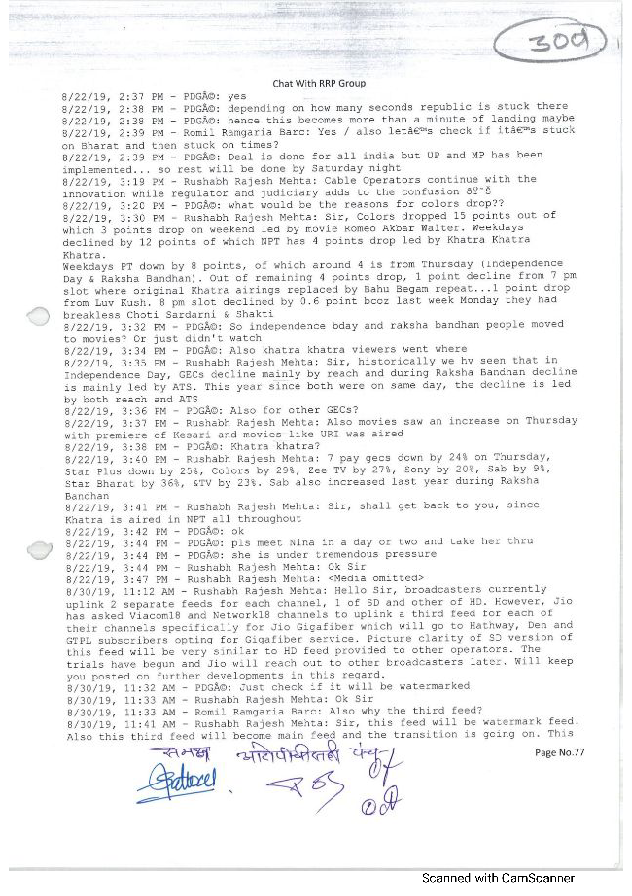 300
Chat With RRP Group
8/22/19, 2:37 PM - PDGÃ©: yes
8/22/19, 2:38 PM - PDGÃ©: depending on how many seconds republic is stuck there
8/22/19, 2:38 PM - PDGÃ©: hence this becomes more than a minute of landing maybe
8/22/19, 2:39 PM - Romil Ramgaria Barc: Yes / also letâ€™s check if itâ€™s stuck
on Bharat and then stuck on times?
8/22/19, 2:39 PM - PDGÃ©: Deal is done for all india but UP and MP has been
implemented... so rest will be done by Saturday night
8/22/19, 3:19 PM - Rushabh Rajesh Mehta: Cable Operators continue with the
innovation while regulator and judiciary adds to the confusion
8/22/19, 3:20 PM - PDGÃ©: what would be the reasons for colors drop??
8/22/19, 3:30 PM - Rushabh Rajesh Mehta: Sir, Colors dropped 15 points out of
which 3 points drop on weekend led by movie Romeo Akbar Walter. Weekdays
declined by 12 points of which NPT has 4 points led by Khatra Khatra
Khatra.
Weekdays PT down by 8 points, of which around 4 is from Thursday (Independence
Day & Raksha Bandhan). Out of remaining 4 points drop, 1 point decline from 7 pm
slot where original Khatra airings replaced by Bahu Begam repeat...1 point drop
from Luv Kush. 8 pm slot declined by 0.6 point bcoz last week Monday they had
breakless Choti Sardarni & Shakti
8/22/19, 3:32 PM - PDGÃ©: So independence bday and raksha bandhan people moved
to movies? Or just didn't watch
8/22/19, 3:34 PM - PDGÃ©: Also khatra khatra viewers went where
8/22/19, 3:35 PM - Rushabh Rajesh Mehta: Sir, historically we hv seen that in
Independence Day, GECs decline mainly by reach and during Raksha Bandhan decline
is mainly led by ATS. This year since both were on same day, the decline is led
by both reach and ATS
8/22/19, 3:36 PM - PDGÃ©: Also for other GECs?
8/22/19, 3:37 PM - Rushabh Rajesh Mehta: Also movies saw an increase on Thursday
with premiere of Kesari and movies like URI was aired
8/22/19, 3:38 PM - PDGÃ©: Khatra khatra?
8/22/19, 3:40 PM - Rushabh Rajesh Mehta: 7 pay gecs down by 24% on Thursday,
Star Plus down by 25%, Colors by 29%, Zee TV by 27%, Sony by 20%, Sab by 9%,
Star Bharat by 36%, &TV by 23%. Sab also increased last year during Raksha
Bandhan
8/22/19, 3:41 PM - Rushabh Rajesh Mehta: Sir, shall get back to you, since
Khatra is aired in NPT all throughout
8/22/19, 3:42 PM - PDGÃ©: ok
8/22/19, 3:44 PM - PDGÃ©: pls meet Nina in a day or two and take her thru
8/22/19, 3:44 PM - PDGÃ©: she is under tremendous pressure
8/22/19, 3:44 PM - Rushabh Rajesh Mehta: Ok Sir
8/22/19, 3:47 PM - Rushabh Rajesh Mehta: <Media omitted>
8/30/19, 11:12 AM - Rushabh Rajesh Mehta: Hello Sir, broadcasters currently
uplink 2 separate feeds for each channel, 1 of SD and other of HD. However, Jio
has asked Viacom18 and Network18 channels to uplink a third feed for each of
their channels specifically for Jio Gigafiber which will go to Hathway, Den and
GTPL subscribers opting for Gigafiber service. Picture clarity of SD version of
this feed will be very similar to HD feed provided to other operators. The
trials have begun and Jio will reach out to other broadcasters later. Will keep
you posted on further developments in this regard.
8/30/19, 11:32 AM - PDGÃ©: Just check if it will be watermarked
8/30/19, 11:33 AM - Rushabh Rajesh Mehta: Ok Sir
8/30/19, 11:33 AM - Romil Ramgaria Barc: Also why the third feed?
8/30/19, 11:41 AM - Rushabh Rajesh Mehta: Sir, this feed will be watermark feed.
Also this third feed will become main feed and the transition is going on. This
समक्ष
Page No.77
Scanned with CamScanner